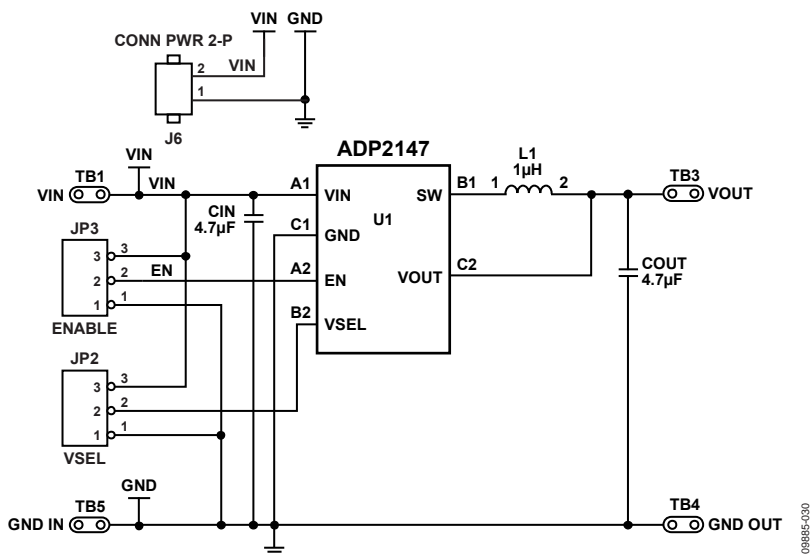 VIN GND
CONN PWR 2-P
2 VIN
1
J6
ADP2147
L1
1µH
VIN
TB1
VIN
VIN
A1
VIN
SW
B1
1
2
TB3
VOUT
CIN
4.7µF
U1
JP3
C1
GND
3 3
2 2 EN
A2
EN
VOUT
C2
COUT
4.7µF
1 1
ENABLE
B2
VSEL
JP2
3 3
2 2
1 1
VSEL
GND
TB5
GND IN
TB4
GND OUT
09885-030